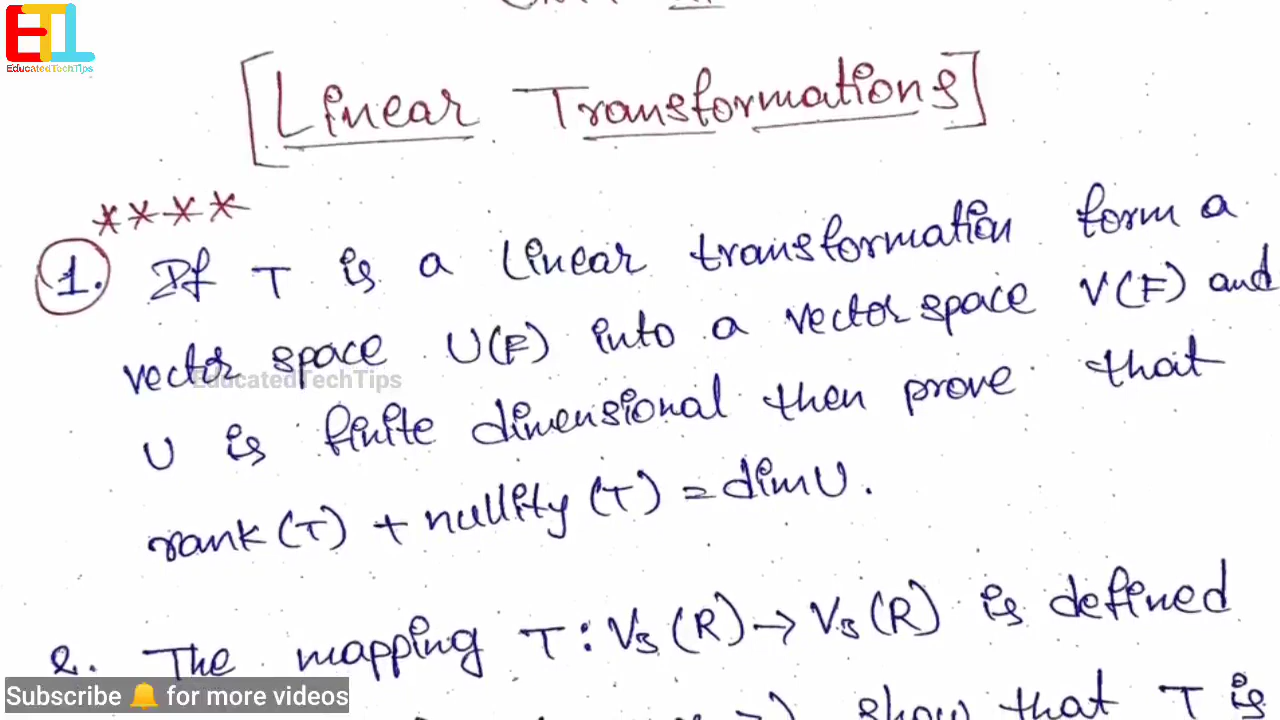 ETL
EducatedTechTips
[Linear Transformations]
****
1. If T is a linear transformation form a
vector space U(F) into a vector space V(F) and
EducatedTechTips
U is finite dimensional then prove that
rank(T) + nullity (T) = dim U.
2. The mapping T : V₃(R) → V₃(R) is defined
Subscribe 🔔 for more videos
show that T is